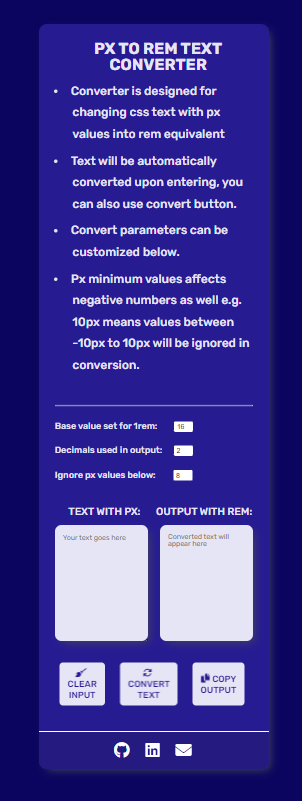 PX TO REM TEXT
CONVERTER
• Converter is designed for
changing css text with px
values into rem equivalent
• Text will be automatically
converted upon entering, you
can also use convert button.
• Convert parameters can be
customized below.
• Px minimum values affects
negative numbers as well e.g.
10px means values between
-10px to 10px will be ignored in
conversion.
Base value set for 1rem: 16
Decimals used in output: 2
Ignore px values below: 8
TEXT WITH PX: OUTPUT WITH REM:
Your text goes here
Converted text will
appear here
CLEAR
INPUT
CONVERT
TEXT
COPY
OUTPUT